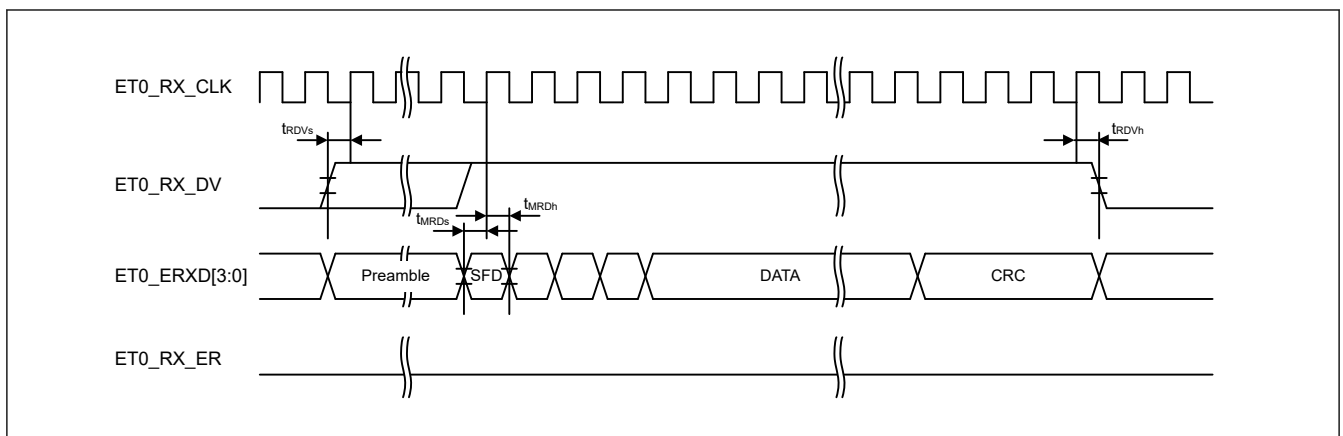 ET0_RX_CLK
tRDVs
tRDVh
ET0_RX_DV
tMRDs
tMRDh
ET0_ERXD[3:0]
Preamble
SFD
DATA
CRC
ET0_RX_ER